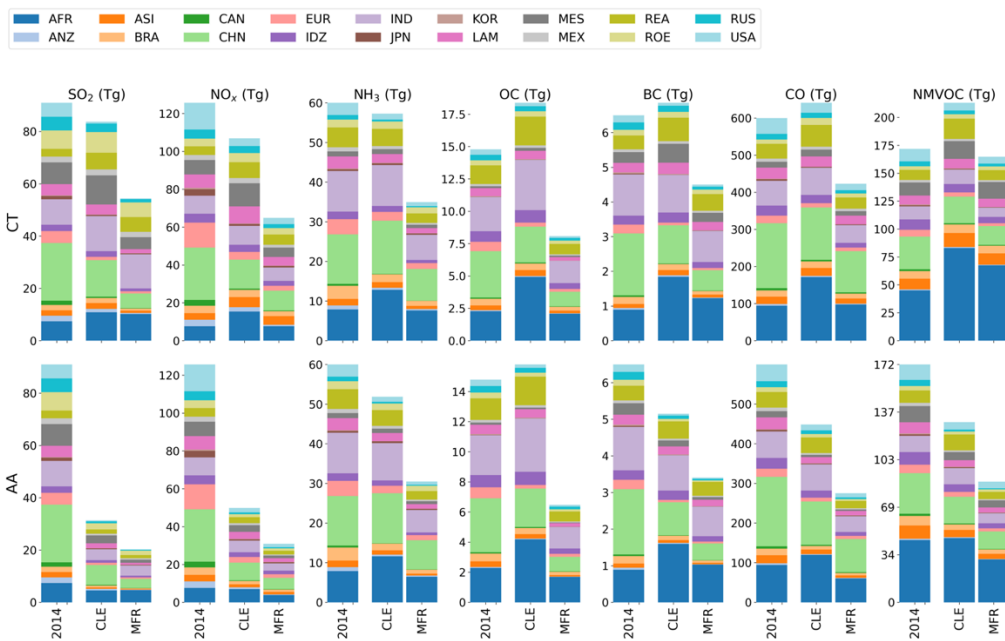 AFR ASI CAN EUR IND KOR MES REA RUS
ANZ BRA CHN IDZ JPN LAM MEX ROE USA
SO₂ (Tg) NOₓ (Tg) NH₃ (Tg) OC (Tg) BC (Tg) CO (Tg) NMVOC (Tg)
CT
80 60 40 20 0
120 100 80 60 40 20 0
60 50 40 30 20 10 0
17.5 15.0 12.5 10.0 7.5 5.0 2.5 0.0
6 5 4 3 2 1 0
600 500 400 300 200 100 0
200 175 150 125 100 75 50 25 0
AA
80 60 40 20 0
120 100 80 60 40 20 0
60 50 40 30 20 10 0
14 12 10 8 6 4 2 0
6 5 4 3 2 1 0
500 400 300 200 100 0
172 137 103 69 34 0
2014 CLE MFR 2014 CLE MFR 2014 CLE MFR 2014 CLE MFR 2014 CLE MFR 2014 CLE MFR 2014 CLE MFR